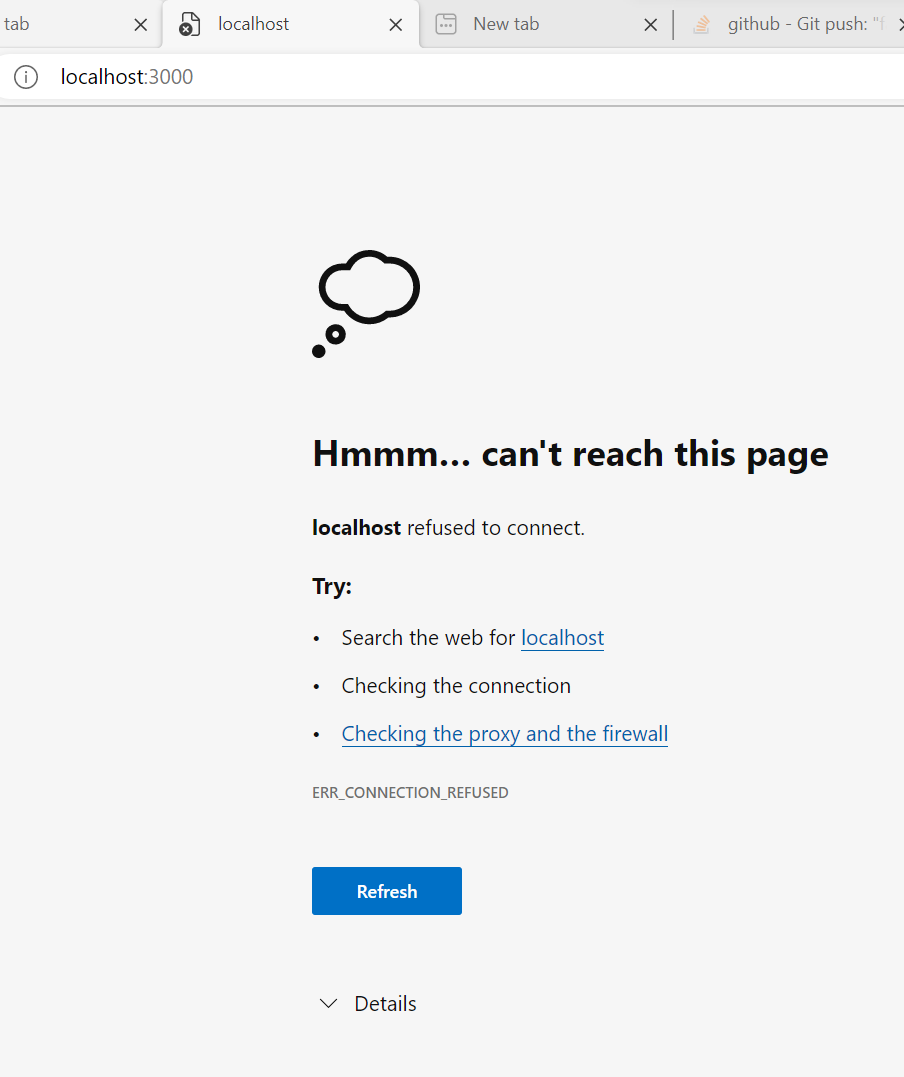 tab
localhost
New tab
github - Git push: "f
localhost:3000
Hmmm... can't reach this page
localhost refused to connect.
Try:
• Search the web for localhost
• Checking the connection
• Checking the proxy and the firewall
ERR_CONNECTION_REFUSED
Refresh
Details